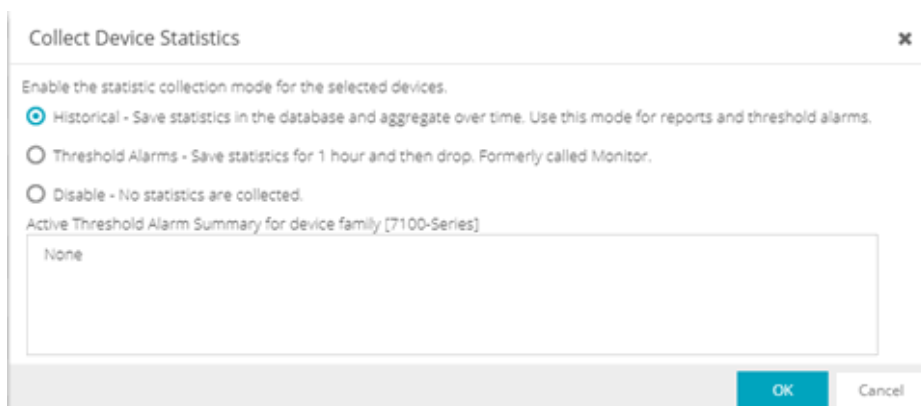 Collect Device Statistics
Enable the statistic collection mode for the selected devices.
Historical - Save statistics in the database and aggregate over time. Use this mode for reports and threshold alarms.
Threshold Alarms - Save statistics for 1 hour and then drop. Formerly called Monitor.
Disable - No statistics are collected.
Active Threshold Alarm Summary for device family [7100-Series]
None
OK Cancel